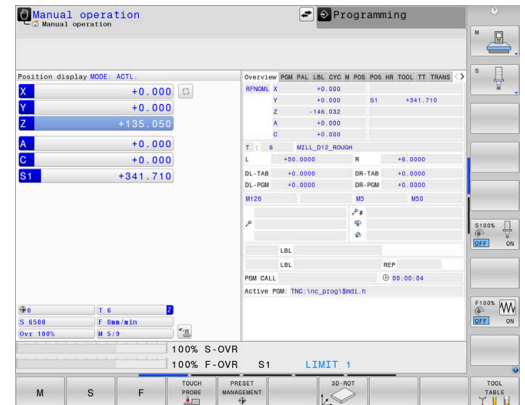 Manual operation
Manual operation
Programming
Position display MODE: ACTL.
X +0.000
Y +0.000
Z +135.050
A +0.000
C +0.000
S1 +341.710
Overview PGM PAL LBL CYC M POS POS HR TOOL TT TRANS
RFNOML X +0.000
Y +0.000 S1 +341.710
Z -146.032
A +0.000
C +0.000
T : 6 MILL_D12_ROUGH
L +50.0000 R +6.0000
DL-TAB +0.0000 DR-TAB +0.0000
DL-PGM +0.0000 DR-PGM +0.0000
M126 M5 M50
P#
LBL
LBL REP
PGM CALL 00:00:04
Active PGM: TNC:\nc_prog\$mdi.h
0 T 6 Z
S 6500 F 0mm/min
Ovr 100% M 5/9
100% S-OVR
100% F-OVR S1 LIMIT 1
M
S
S100%
OFF ON
F100% W
OFF ON
M
S
F
TOUCH PROBE
PRESET MANAGEMENT
3D-ROT
TOOL TABLE